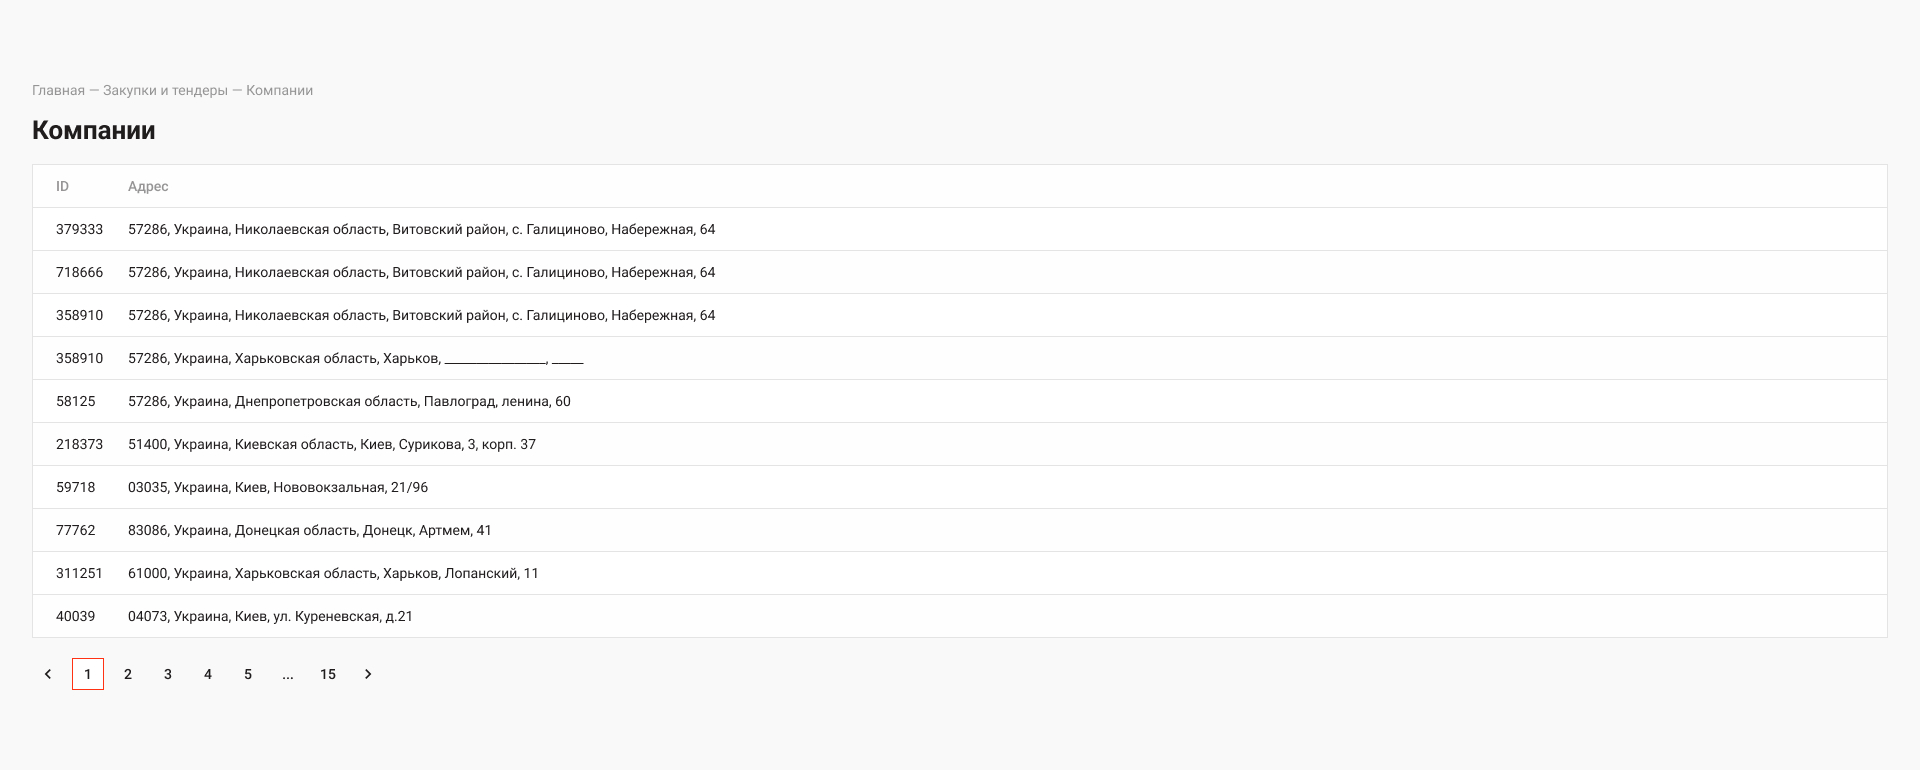 Главная — Закупки и тендеры — Компании
Компании
ID Адрес
379333 57286, Украина, Николаевская область, Витовский район, с. Галициново, Набережная, 64
718666 57286, Украина, Николаевская область, Витовский район, с. Галициново, Набережная, 64
358910 57286, Украина, Николаевская область, Витовский район, с. Галициново, Набережная, 64
358910 57286, Украина, Харьковская область, Харьков, _____________, ____
58125 57286, Украина, Днепропетровская область, Павлоград, ленина, 60
218373 51400, Украина, Киевская область, Киев, Сурикова, 3, корп. 37
59718 03035, Украина, Киев, Нововокзальная, 21/96
77762 83086, Украина, Донецкая область, Донецк, Артмем, 41
311251 61000, Украина, Харьковская область, Харьков, Лопанский, 11
40039 04073, Украина, Киев, ул. Куреневская, д.21
1 2 3 4 5 ... 15